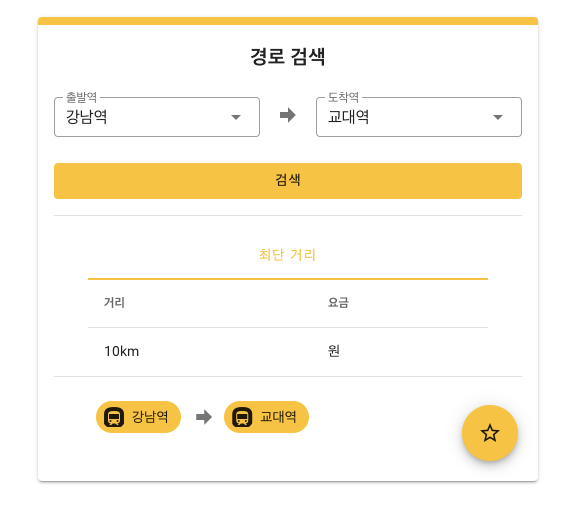 경로 검색
출발역 도착역
강남역 교대역
검색
최단 거리
거리 요금
10km 원
강남역 교대역